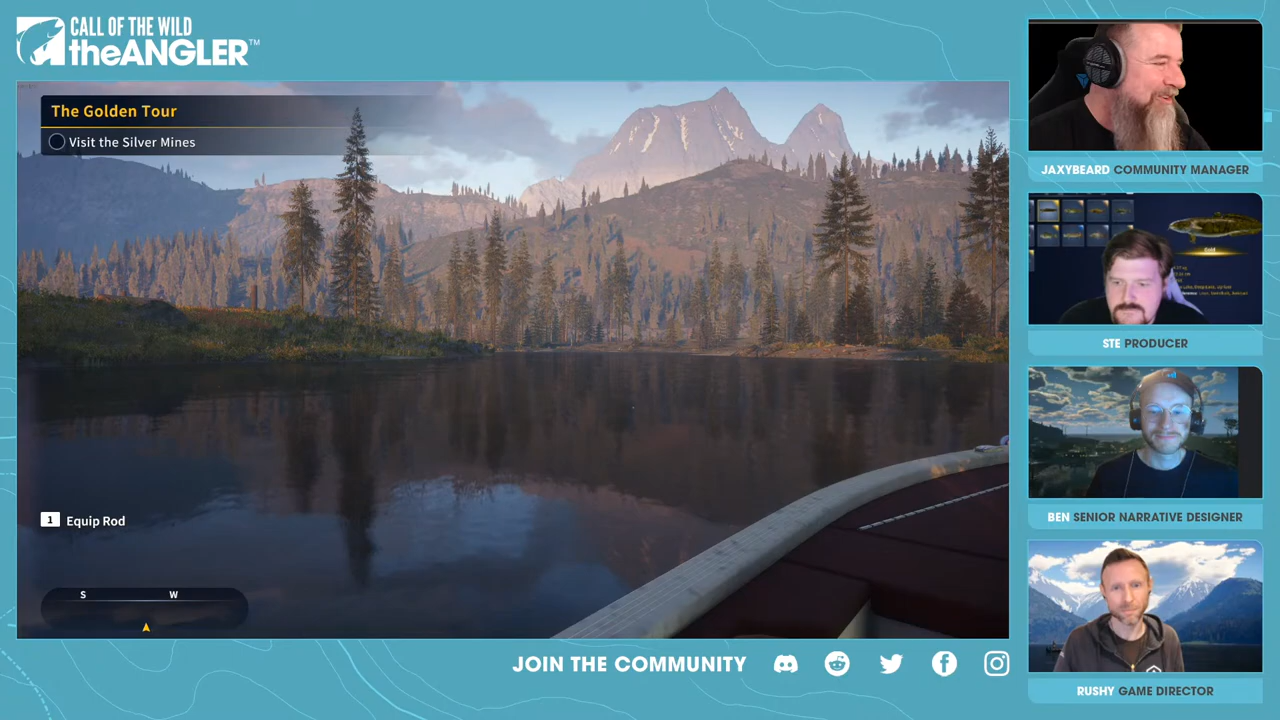 CALL OF THE WILD
theANGLER™
The Golden Tour
Visit the Silver Mines
1 Equip Rod
S W
JOIN THE COMMUNITY
JAXYBEARD COMMUNITY MANAGER
Gold
STE PRODUCER
BEN SENIOR NARRATIVE DESIGNER
RUSHY GAME DIRECTOR